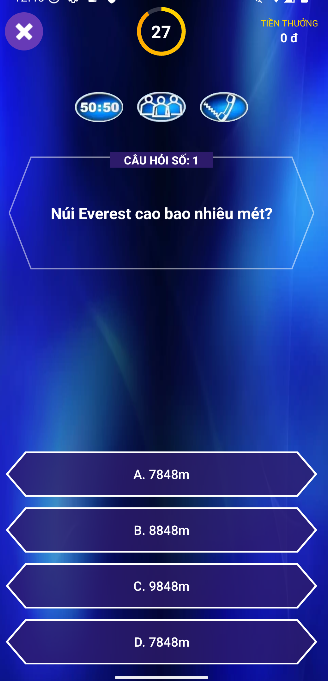 27
TIỀN THƯỞNG
0 đ
50:50
CÂU HỎI SỐ: 1
Núi Everest cao bao nhiêu mét?
A. 7848m
B. 8848m
C. 9848m
D. 7848m